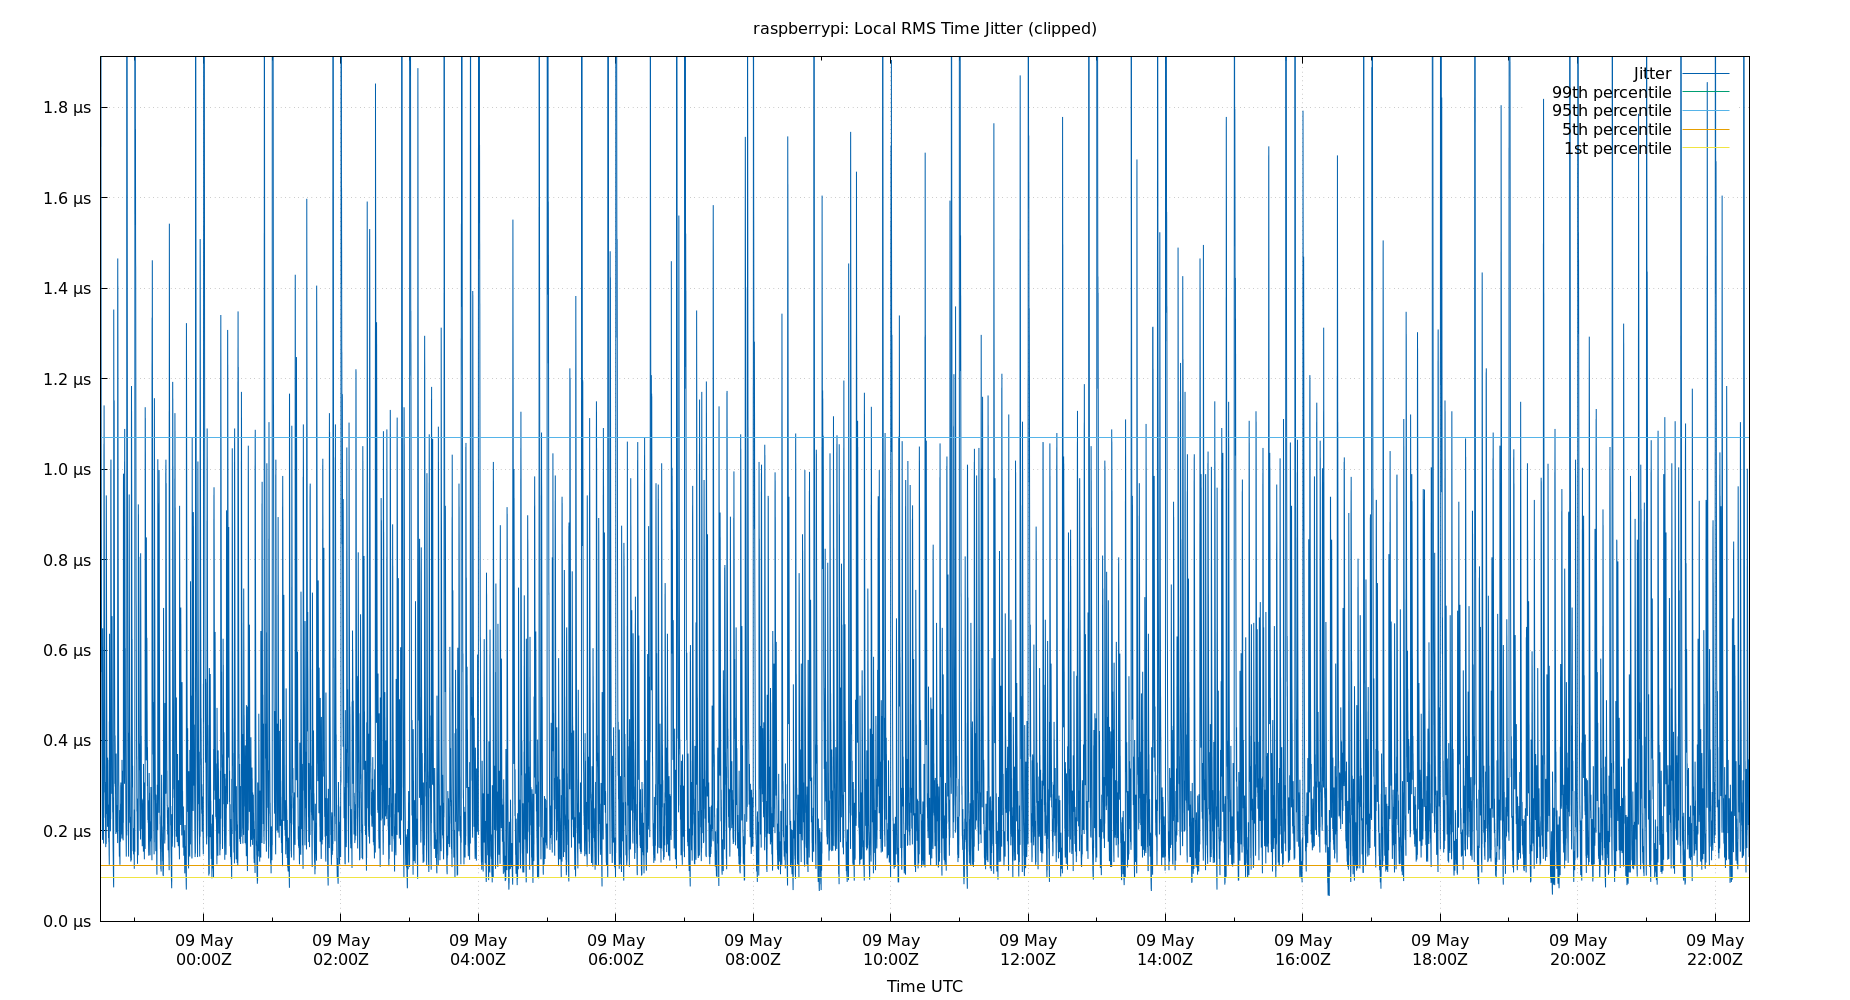 raspberrypi: Local RMS Time Jitter (clipped)
Jitter
99th percentile
95th percentile
5th percentile
1st percentile
1.8 µs
1.6 µs
1.4 µs
1.2 µs
1.0 µs
0.8 µs
0.6 µs
0.4 µs
0.2 µs
0.0 µs
09 May 09 May 09 May 09 May 09 May 09 May 09 May 09 May 09 May 09 May 09 May 09 May
00:00Z 02:00Z 04:00Z 06:00Z 08:00Z 10:00Z 12:00Z 14:00Z 16:00Z 18:00Z 20:00Z 22:00Z
Time UTC